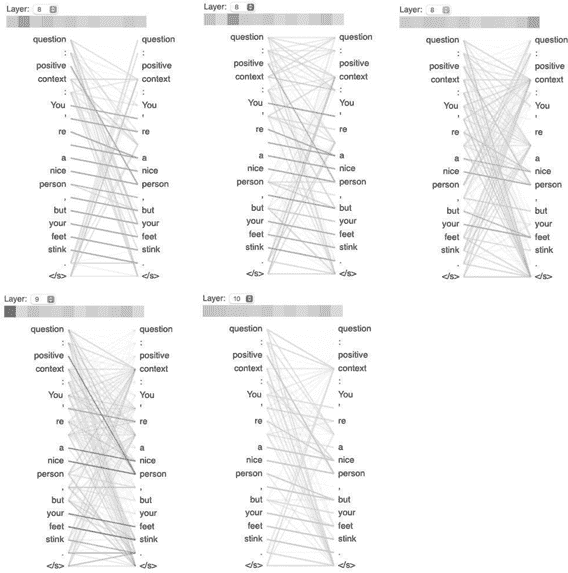 Layer: 8
question question
: :
positive positive
context context
: :
You You
' '
re re
a a
nice nice
person person
, ,
but but
your your
feet feet
stink stink
. .
</s> </s>
Layer: 8
question question
: :
positive positive
context context
: :
You You
' '
re re
a a
nice nice
person person
, ,
but but
your your
feet feet
stink stink
. .
</s> </s>
Layer: 8
question question
: :
positive positive
context context
: :
You You
' '
re re
a a
nice nice
person person
, ,
but but
your your
feet feet
stink stink
. .
</s> </s>
Layer: 9
question question
: :
positive positive
context context
: :
You You
' '
re re
a a
nice nice
person person
, ,
but but
your your
feet feet
stink stink
. .
</s> </s>
Layer: 10
question question
: :
positive positive
context context
: :
You You
' '
re re
a a
nice nice
person person
, ,
but but
your your
feet feet
stink stink
. .
</s> </s>